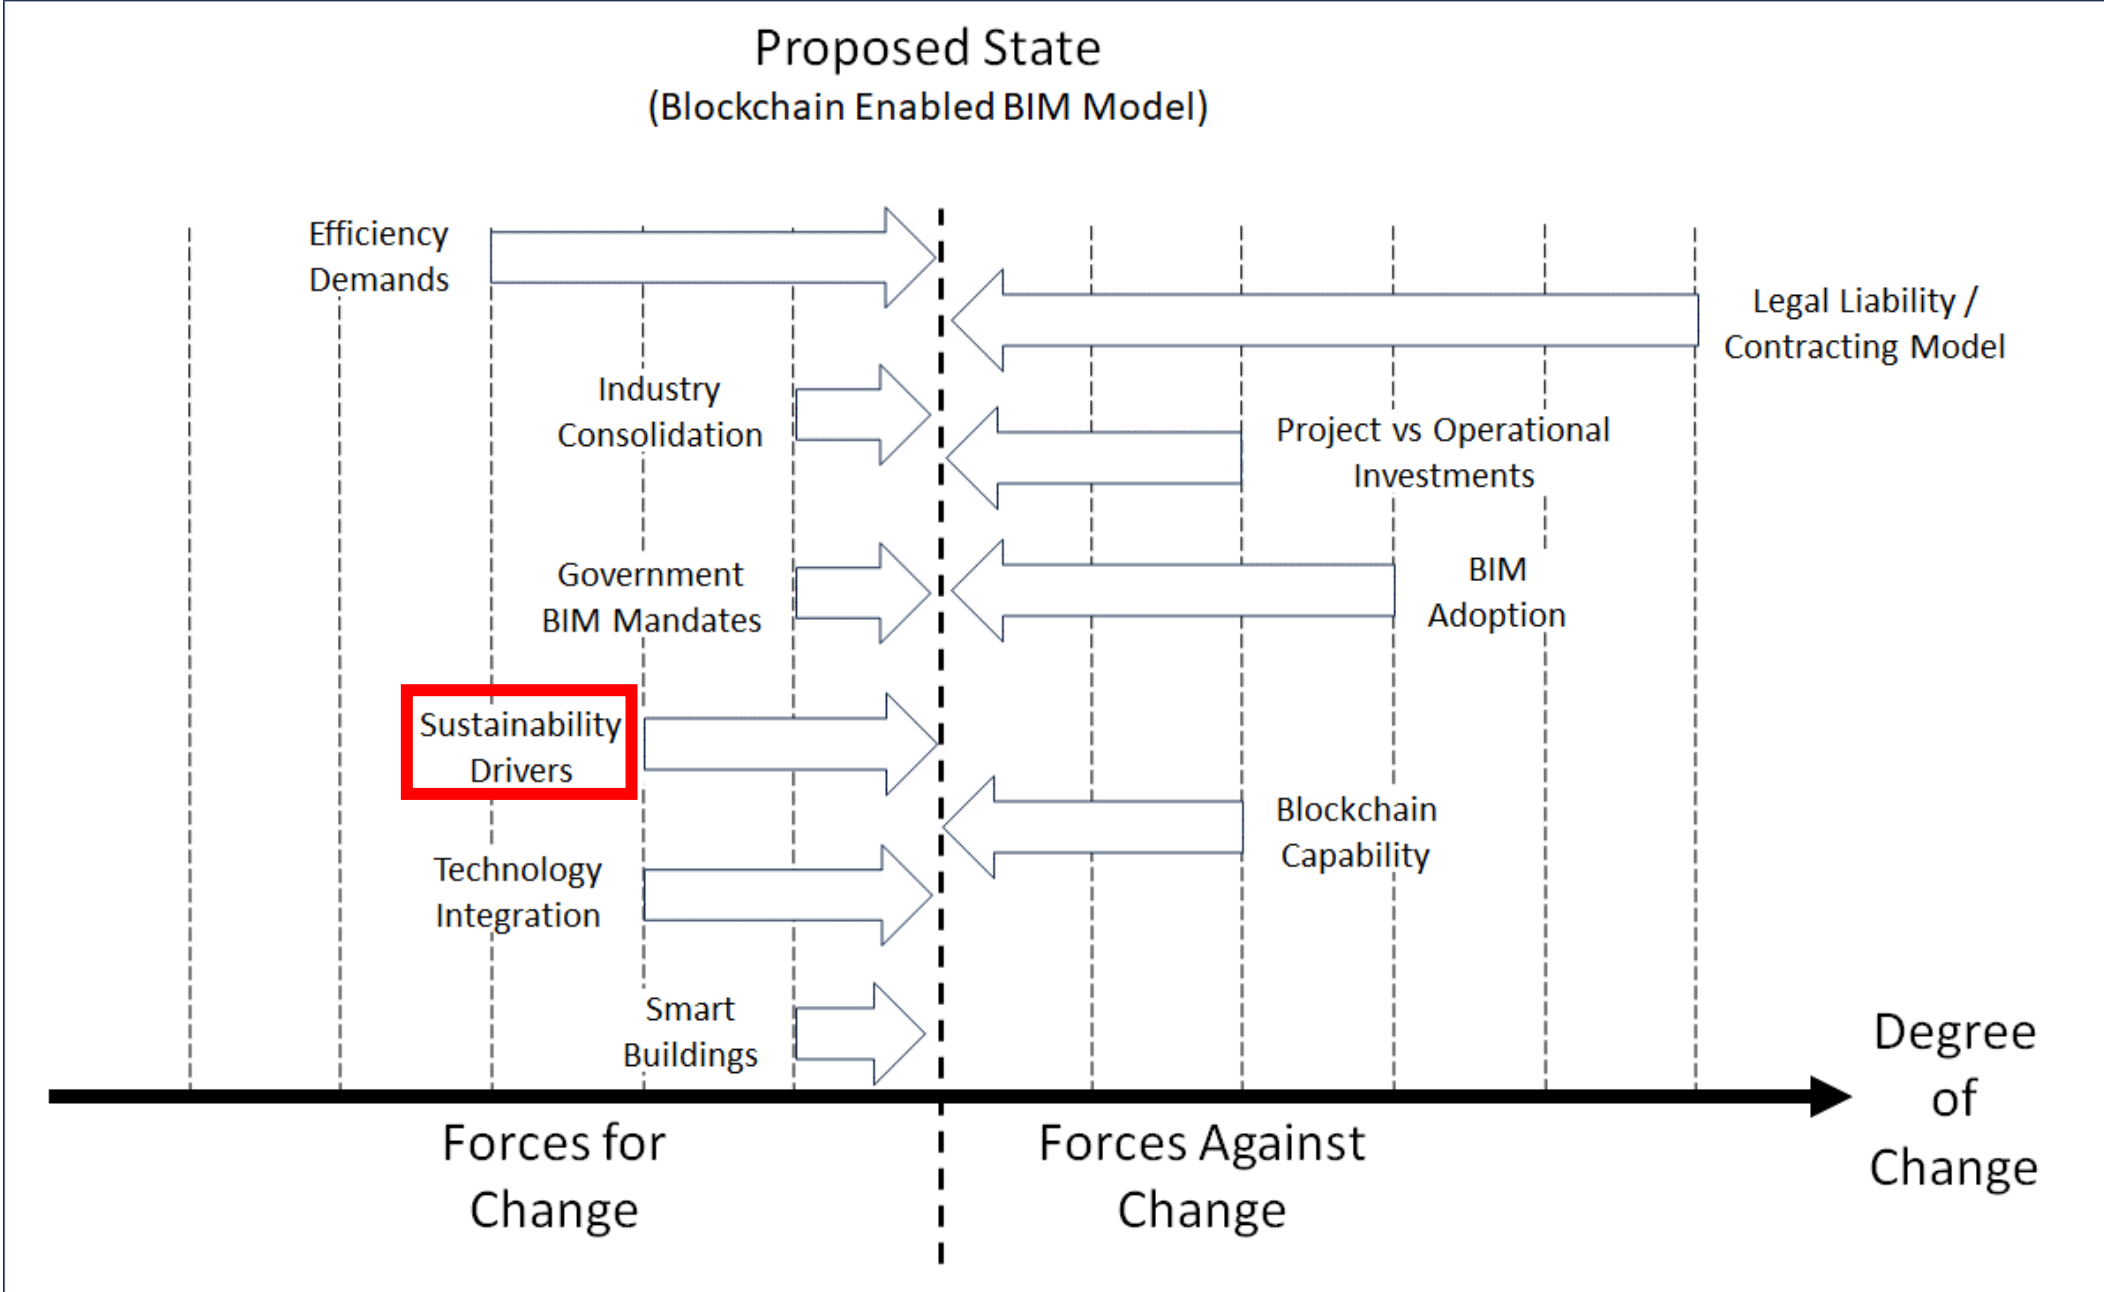 Proposed State
(Blockchain Enabled BIM Model)
Efficiency
Demands
Legal Liability /
Contracting Model
Industry
Consolidation
Project vs Operational
Investments
Government
BIM Mandates
BIM
Adoption
Sustainability
Drivers
Blockchain
Capability
Technology
Integration
Smart
Buildings
Degree
of
Change
Forces for
Change
Forces Against
Change